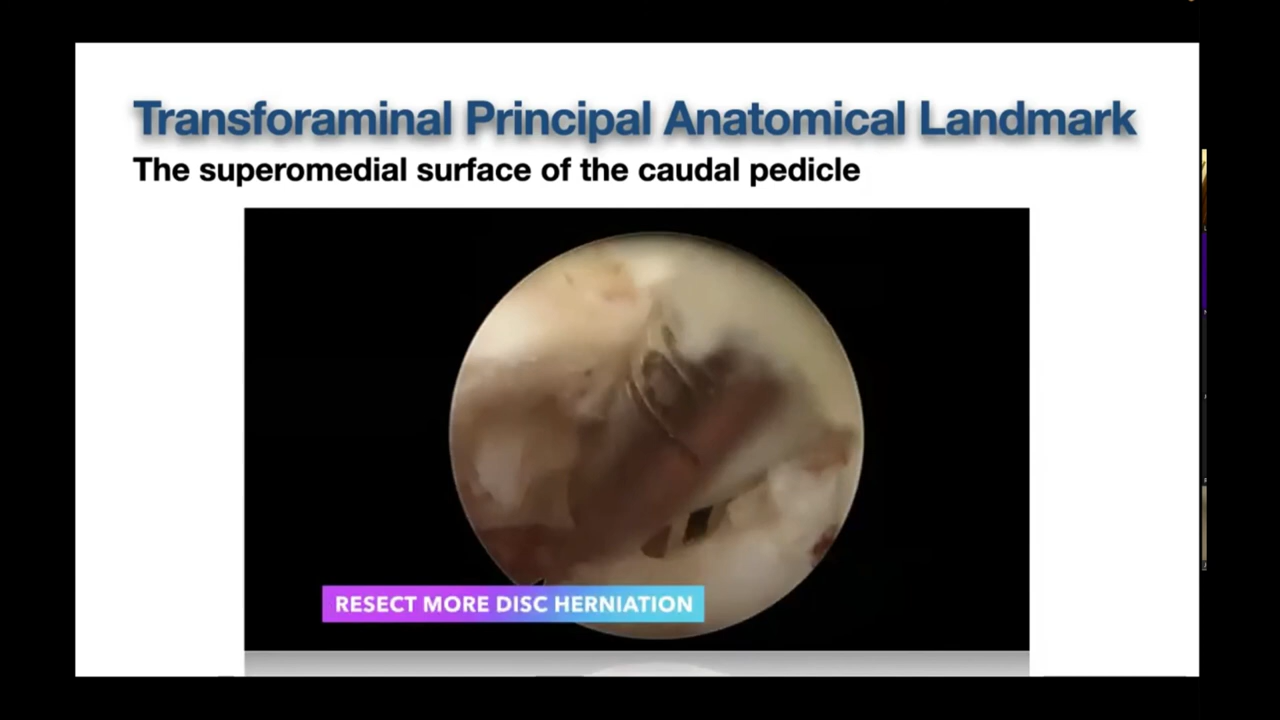 Transforaminal Principal Anatomical Landmark
The superomedial surface of the caudal pedicle
RESECT MORE DISC HERNIATION